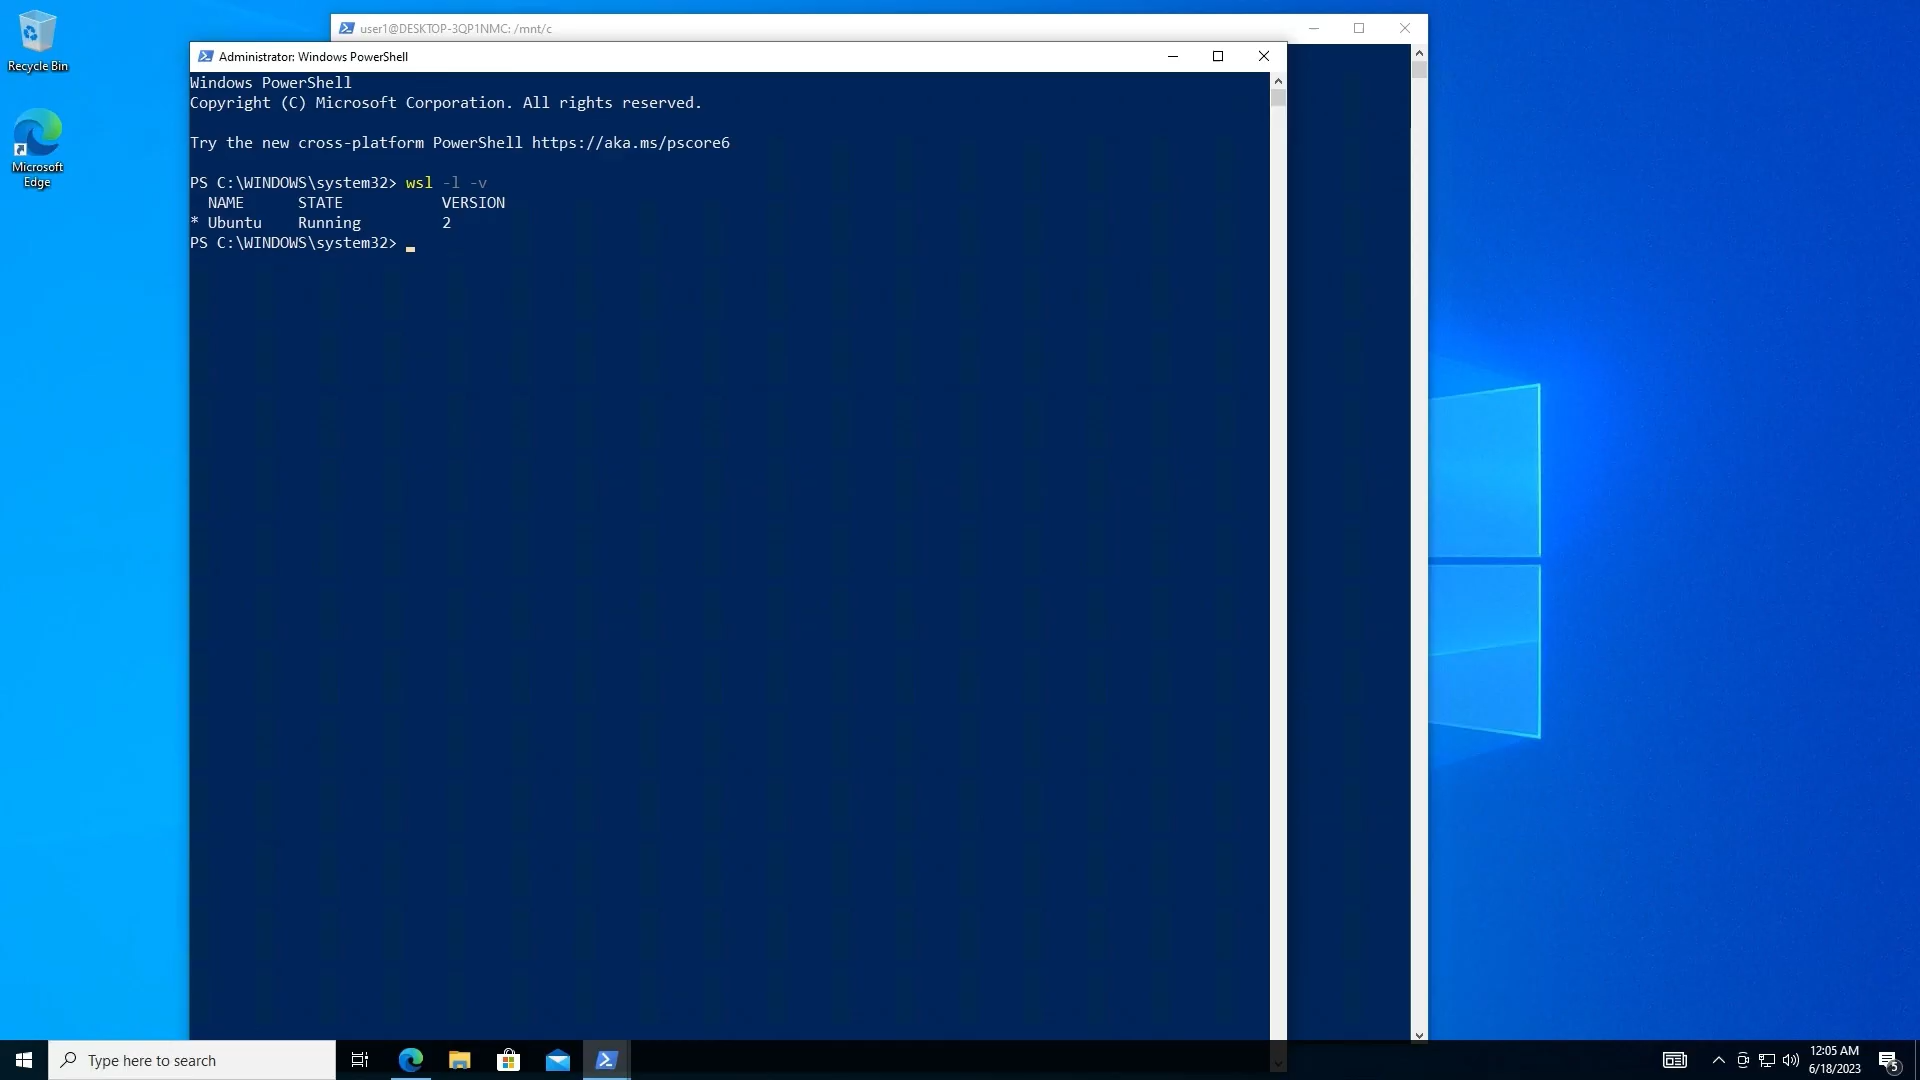 Recycle Bin
Microsoft
Edge
user1@DESKTOP-3QP1NMC: /mnt/c
Administrator: Windows PowerShell
Windows PowerShell
Copyright (C) Microsoft Corporation. All rights reserved.
Try the new cross-platform PowerShell https://aka.ms/pscore6
PS C:\WINDOWS\system32> wsl -l -v
NAME STATE VERSION
* Ubuntu Running 2
PS C:\WINDOWS\system32>
Type here to search
12:05 AM
6/18/2023
5